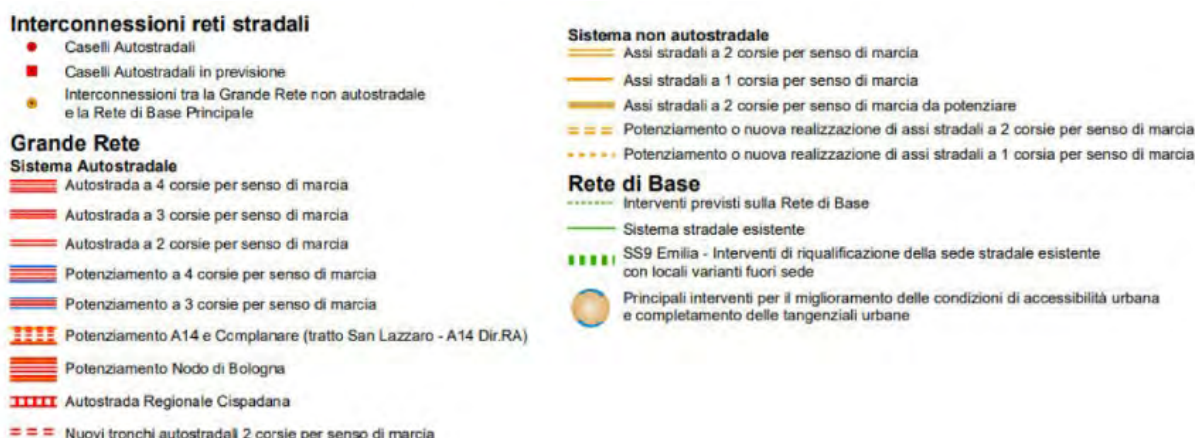 Interconnessioni reti stradali
Caselli Autostradali
Caselli Autostradali in previsione
Interconnessioni tra la Grande Rete non autostradale
e la Rete di Base Principale
Grande Rete
Sistema Autostradale
Autostrada a 4 corsie per senso di marcia
Autostrada a 3 corsie per senso di marcia
Autostrada a 2 corsie per senso di marcia
Potenziamento a 4 corsie per senso di marcia
Potenziamento a 3 corsie per senso di marcia
Potenziamento A14 e Complanare (tratto San Lazzaro - A14 Dir.RA)
Potenziamento Nodo di Bologna
Autostrada Regionale Cispadana
Nuovi tronchi autostradali 2 corsie per senso di marcia
Sistema non autostradale
Assi stradali a 2 corsie per senso di marcia
Assi stradali a 1 corsia per senso di marcia
Assi stradali a 2 corsie per senso di marcia da potenziare
Potenziamento o nuova realizzazione di assi stradali a 2 corsie per senso di marcia
Potenziamento o nuova realizzazione di assi stradali a 1 corsia per senso di marcia
Rete di Base
Interventi previsti sulla Rete di Base
Sistema stradale esistente
SS9 Emilia - Interventi di riqualificazione della sede stradale esistente
con locali varianti fuori sede
Principali interventi per il miglioramento delle condizioni di accessibilità urbana
e completamento delle tangenziali urbane